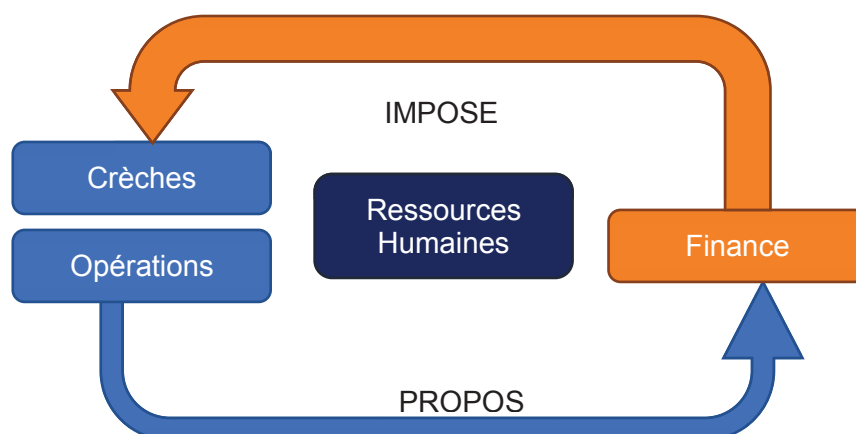 IMPOSE
Crèches
Ressources
Humaines
Opérations
Finance
PROPOS